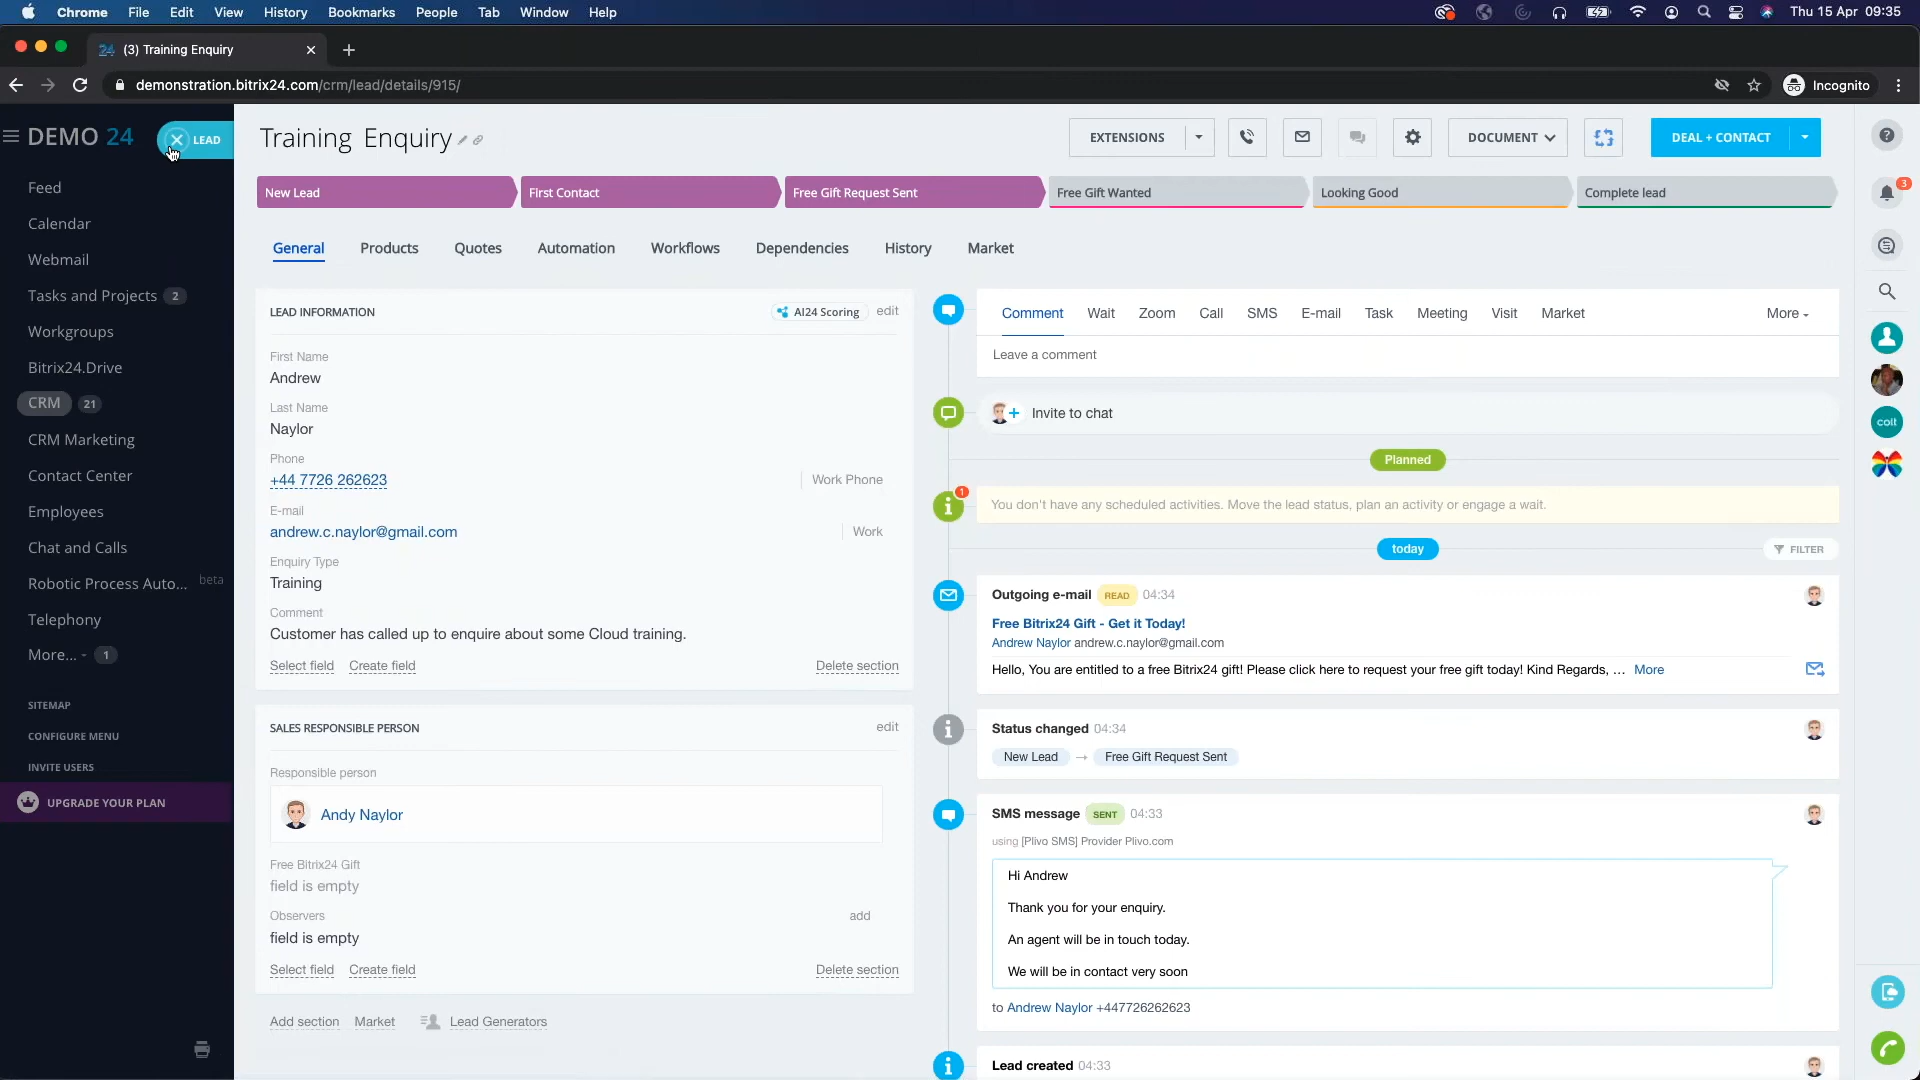 Chrome File Edit View History Bookmarks People Tab Window Help Thu 15 Apr 09:35
24 (3) Training Enquiry
demonstration.bitrix24.com/crm/lead/details/915/ Incognito
DEMO 24 LEAD
Feed
Calendar
Webmail
Tasks and Projects 2
Workgroups
Bitrix24.Drive
CRM 21
CRM Marketing
Contact Center
Employees
Chat and Calls
Robotic Process Auto... beta
Telephony
More... 1
SITEMAP
CONFIGURE MENU
INVITE USERS
UPGRADE YOUR PLAN
Training Enquiry
EXTENSIONS DOCUMENT DEAL + CONTACT
New Lead First Contact Free Gift Request Sent Free Gift Wanted Looking Good Complete lead
General Products Quotes Automation Workflows Dependencies History Market
LEAD INFORMATION AI24 Scoring edit
First Name
Andrew
Last Name
Naylor
Phone
+44 7726 262623 Work Phone
E-mail
andrew.c.naylor@gmail.com Work
Enquiry Type
Training
Comment
Customer has called up to enquire about some Cloud training.
Select field Create field Delete section
SALES RESPONSIBLE PERSON edit
Responsible person
Andy Naylor
Free Bitrix24 Gift
field is empty
Observers add
field is empty
Select field Create field Delete section
Add section Market Lead Generators
Comment Wait Zoom Call SMS E-mail Task Meeting Visit Market More
Leave a comment
Invite to chat
Planned
1
You don't have any scheduled activities. Move the lead status, plan an activity or engage a wait.
today FILTER
Outgoing e-mail READ 04:34
Free Bitrix24 Gift - Get it Today!
Andrew Naylor andrew.c.naylor@gmail.com
Hello, You are entitled to a free Bitrix24 gift! Please click here to request your free gift today! Kind Regards, ... More
Status changed 04:34
New Lead → Free Gift Request Sent
SMS message SENT 04:33
using [Plivo SMS] Provider Plivo.com
Hi Andrew
Thank you for your enquiry.
An agent will be in touch today.
We will be in contact very soon
to Andrew Naylor +447726262623
Lead created 04:33
3
colt